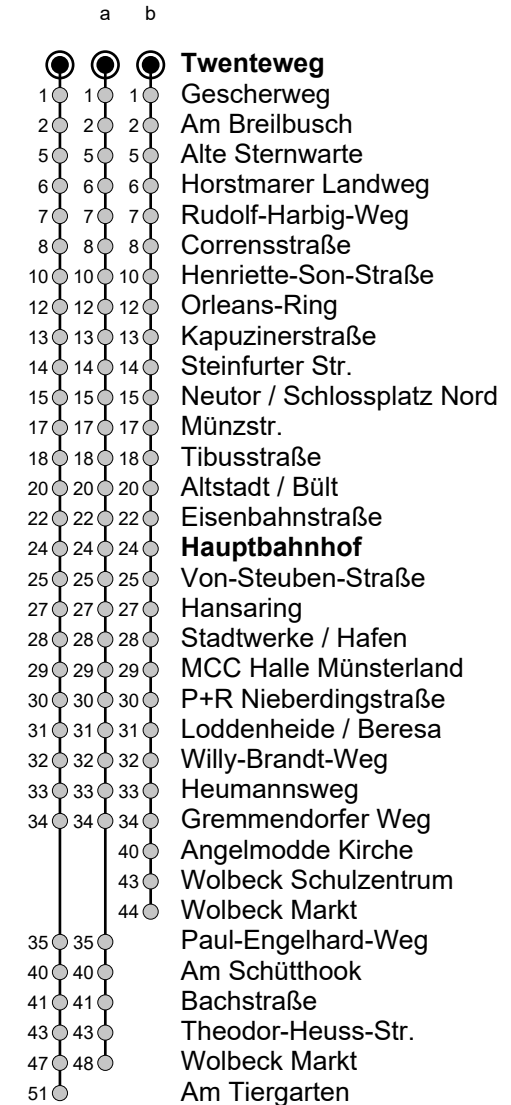 a b
Twenteweg
1 1 1 Gescherweg
2 2 2 Am Breilbusch
5 5 5 Alte Sternwarte
6 6 6 Horstmarer Landweg
7 7 7 Rudolf-Harbig-Weg
8 8 8 Corrensstraße
10 10 10 Henriette-Son-Straße
12 12 12 Orleans-Ring
13 13 13 Kapuzinerstraße
14 14 14 Steinfurter Str.
15 15 15 Neutor / Schlossplatz Nord
17 17 17 Münzstr.
18 18 18 Tibusstraße
20 20 20 Altstadt / Bült
22 22 22 Eisenbahnstraße
24 24 24 Hauptbahnhof
25 25 25 Von-Steuben-Straße
27 27 27 Hansaring
28 28 28 Stadtwerke / Hafen
29 29 29 MCC Halle Münsterland
30 30 30 P+R Nieberdingstraße
31 31 31 Loddenheide / Beresa
32 32 32 Willy-Brandt-Weg
33 33 33 Heumannsweg
34 34 34 Gremmendorfer Weg
40 Angelmodde Kirche
43 Wolbeck Schulzentrum
44 Wolbeck Markt
35 35 Paul-Engelhard-Weg
40 40 Am Schütthook
41 41 Bachstraße
43 43 Theodor-Heuss-Str.
47 48 Wolbeck Markt
51 Am Tiergarten